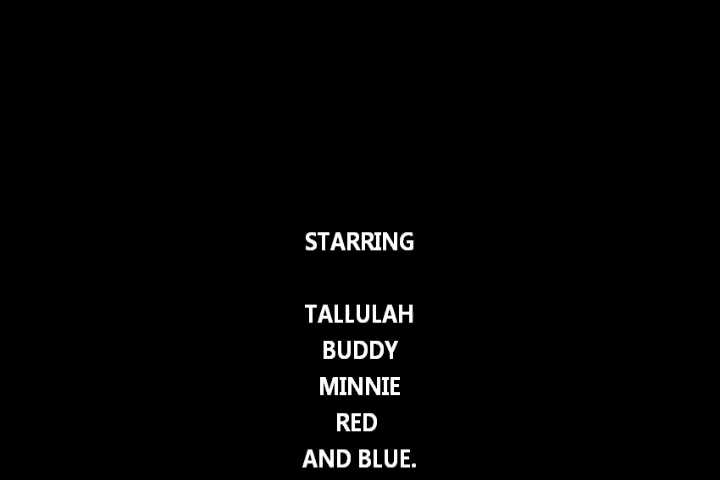 STARRING
TALLULAH
BUDDY
MINNIE
RED
AND BLUE.